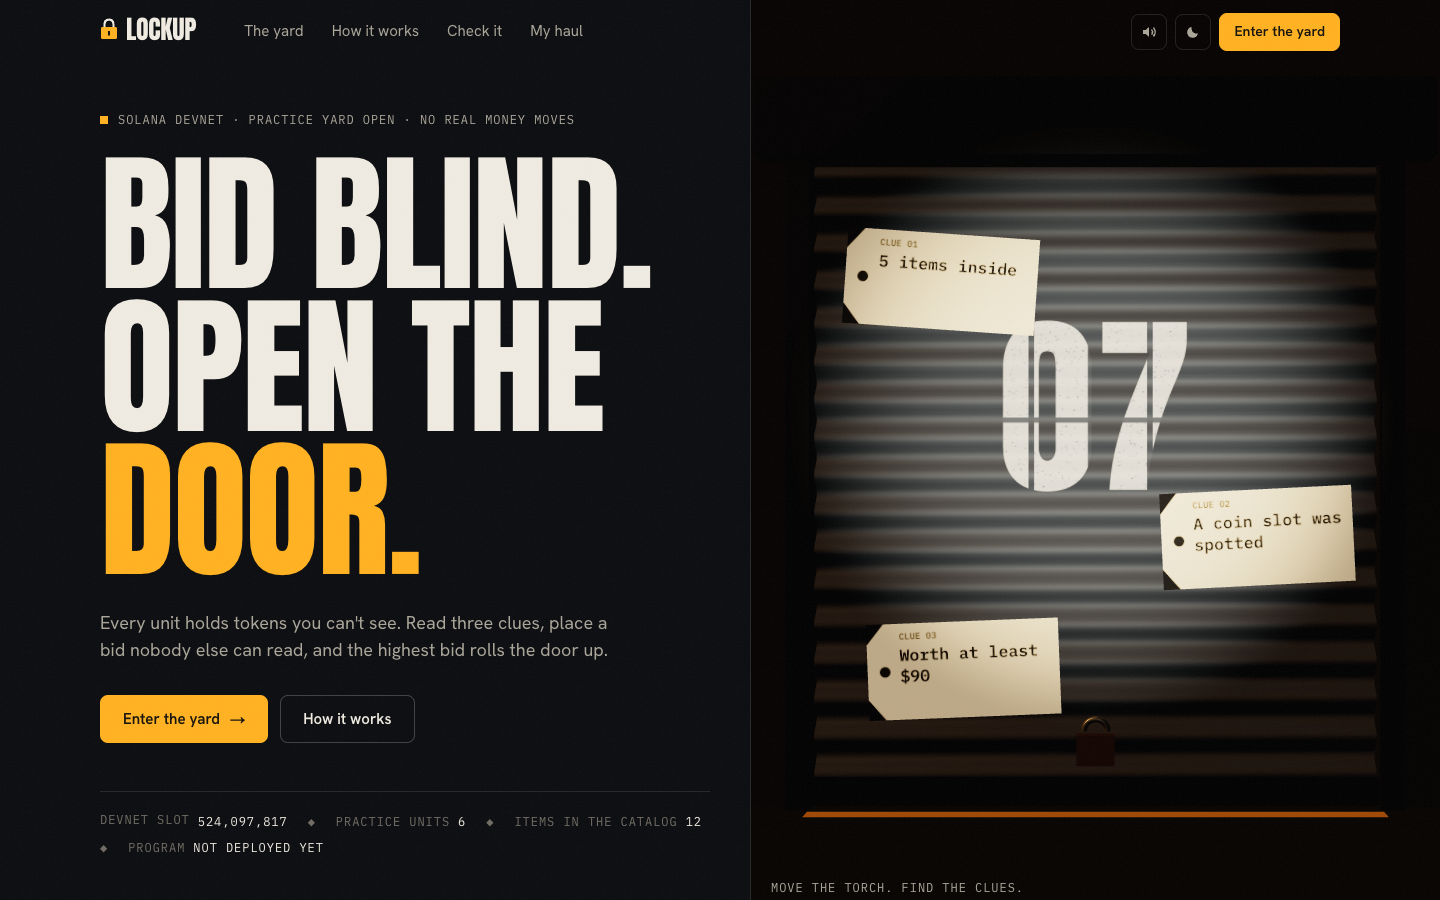 LOCKUP
The yard
How it works
Check it
My haul
Enter the yard
SOLANA DEVNET · PRACTICE YARD OPEN · NO REAL MONEY MOVES
BID BLIND.
OPEN THE
DOOR.
Every unit holds tokens you can't see. Read three clues, place a
bid nobody else can read, and the highest bid rolls the door up.
Enter the yard →
How it works
DEVNET SLOT 524,097,817 ◆ PRACTICE UNITS 6 ◆ ITEMS IN THE CATALOG 12
◆ PROGRAM NOT DEPLOYED YET
CLUE 01
5 items inside
07
CLUE 02
A coin slot was
spotted
CLUE 03
Worth at least
$90
MOVE THE TORCH. FIND THE CLUES.